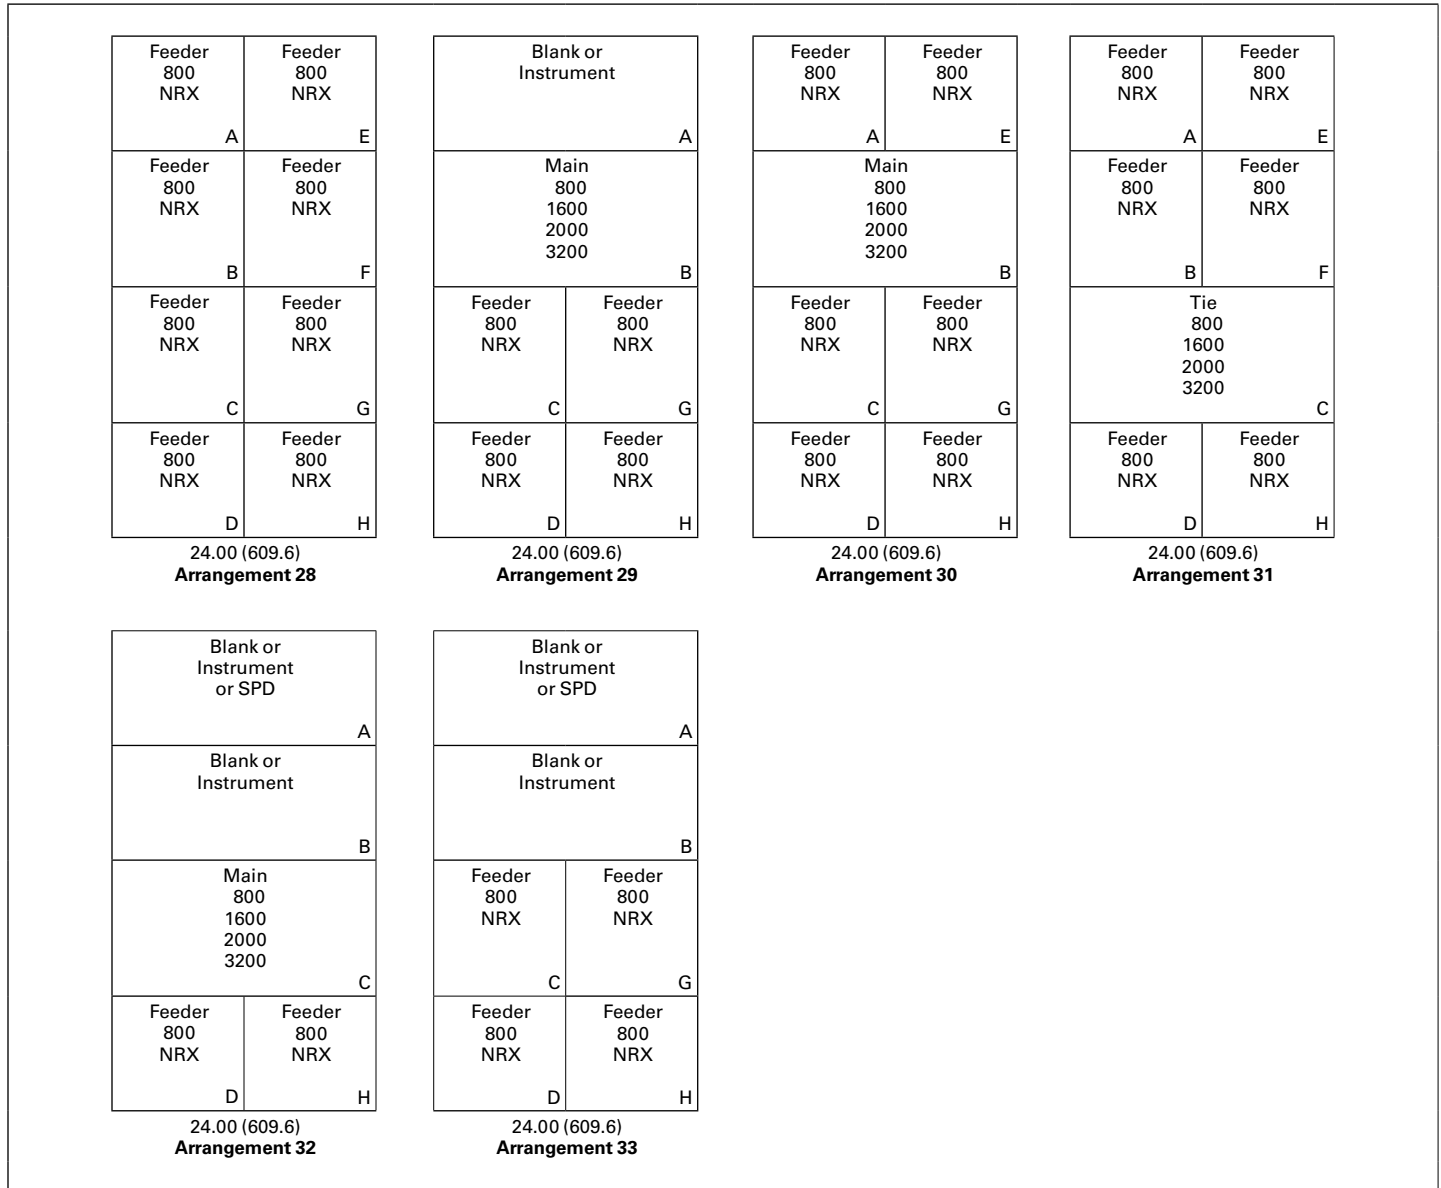 Feeder
800
NRX
A
Feeder
800
NRX
E
Feeder
800
NRX
B
Feeder
800
NRX
F
Feeder
800
NRX
C
Feeder
800
NRX
G
Feeder
800
NRX
D
Feeder
800
NRX
H
24.00 (609.6)
Arrangement 28
Blank or
Instrument
A
Main
800
1600
2000
3200
B
Feeder
800
NRX
C
Feeder
800
NRX
G
Feeder
800
NRX
D
Feeder
800
NRX
H
24.00 (609.6)
Arrangement 29
Feeder
800
NRX
A
Feeder
800
NRX
E
Main
800
1600
2000
3200
B
Feeder
800
NRX
C
Feeder
800
NRX
G
Feeder
800
NRX
D
Feeder
800
NRX
H
24.00 (609.6)
Arrangement 30
Feeder
800
NRX
A
Feeder
800
NRX
E
Feeder
800
NRX
B
Feeder
800
NRX
F
Tie
800
1600
2000
3200
C
Feeder
800
NRX
D
Feeder
800
NRX
H
24.00 (609.6)
Arrangement 31
Blank or
Instrument
or SPD
A
Blank or
Instrument
B
Main
800
1600
2000
3200
C
Feeder
800
NRX
D
Feeder
800
NRX
H
24.00 (609.6)
Arrangement 32
Blank or
Instrument
or SPD
A
Blank or
Instrument
B
Feeder
800
NRX
C
Feeder
800
NRX
G
Feeder
800
NRX
D
Feeder
800
NRX
H
24.00 (609.6)
Arrangement 33